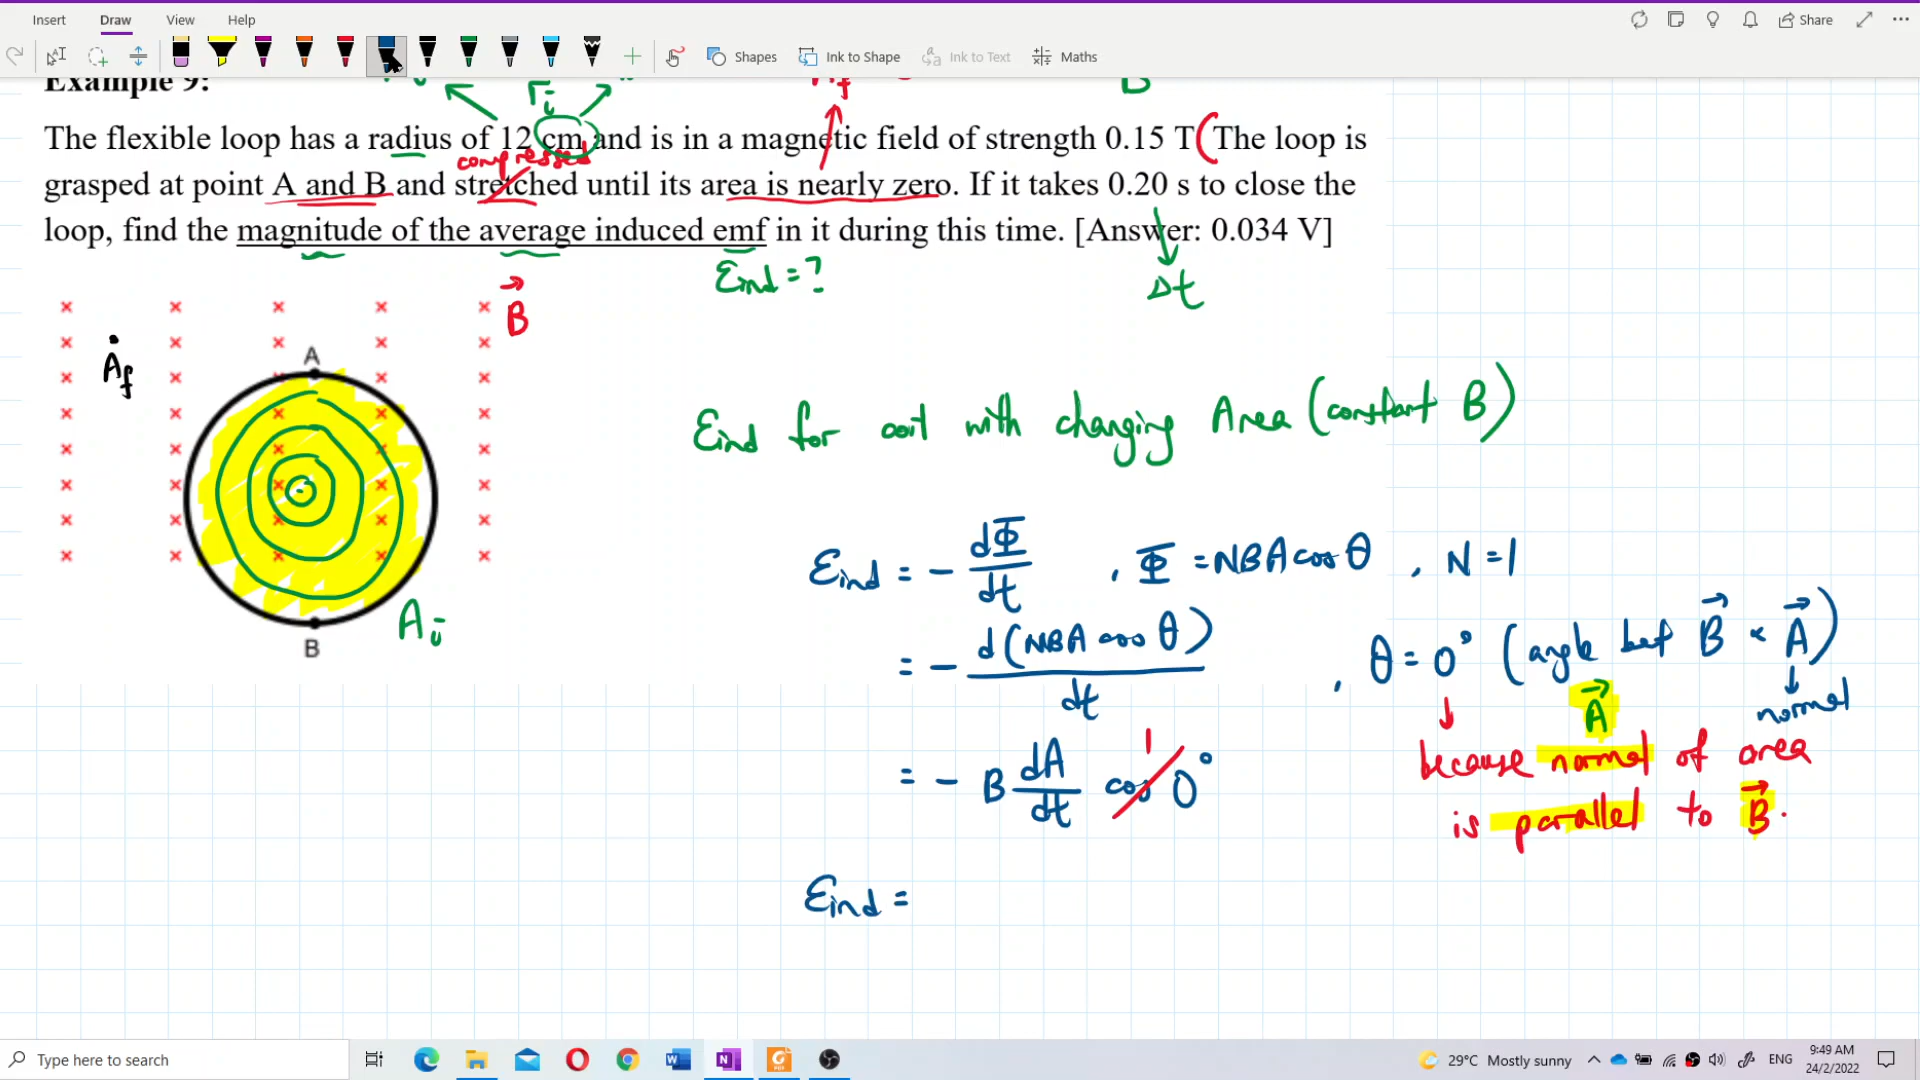 Insert Draw View Help
Share
Shapes Ink to Shape Ink to Text Maths
Example 9:
ri
B
The flexible loop has a radius of 12 cm and is in a magnetic field of strength 0.15 T. The loop is
compressed
grasped at point A and B and stretched until its area is nearly zero. If it takes 0.20 s to close the
loop, find the magnitude of the average induced emf in it during this time. [Answer: 0.034 V]
Eind = ?
Δt
B
Af
A
B
Ai
Eind for coil with changing Area (constant B)
Eind = - dΦ/dt , Φ = NBA cos θ , N = 1
= - d(NBA cos θ)/dt , θ = 0° (angle bet B & A)
normal
A
= - B dA/dt cos 0° 1
because normal of area
is parallel to B.
Eind =
Type here to search
29°C Mostly sunny
ENG
9:49 AM
24/2/2022